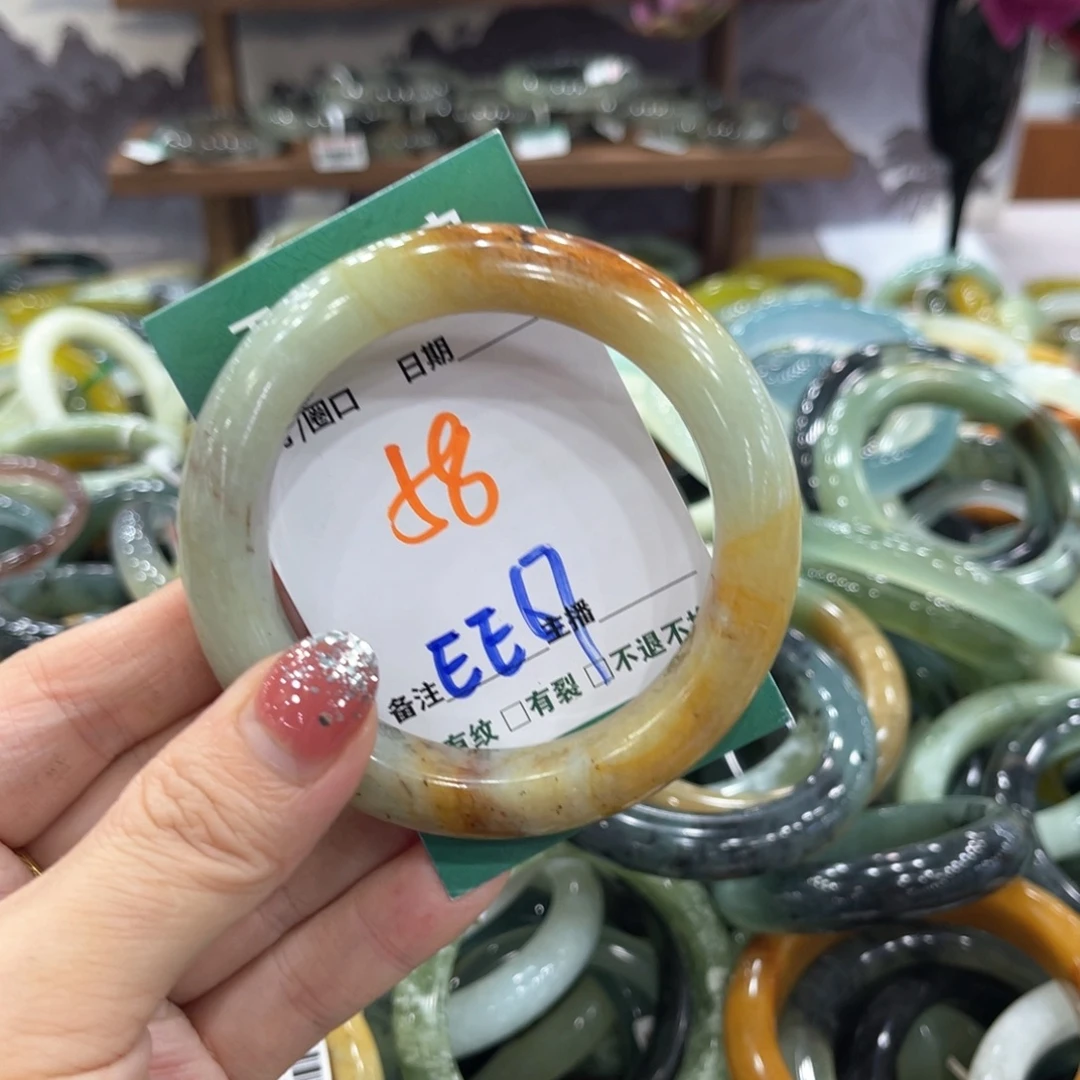 日期
/圈口
58
EE7
主播
备注
有纹 □有裂 □不退不